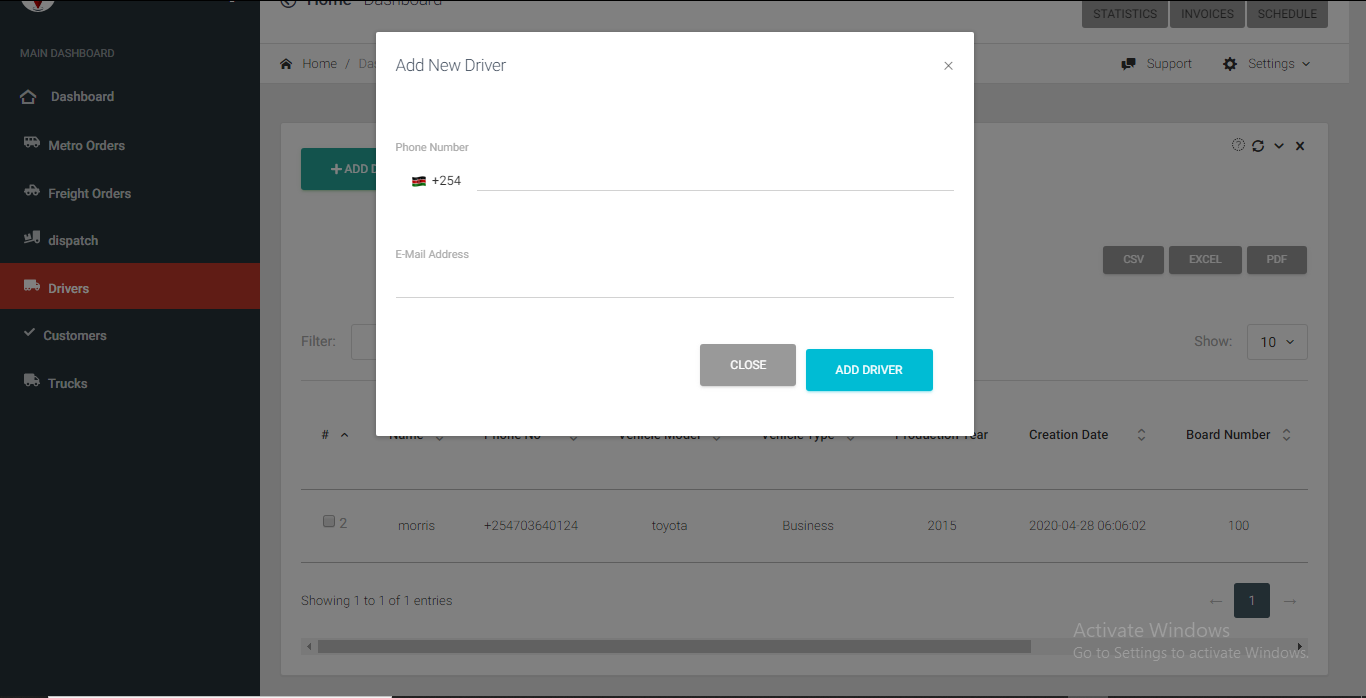 Home Dashboard
STATISTICS INVOICES SCHEDULE
MAIN DASHBOARD
Home /
Support Settings
Add New Driver ×
Dashboard
Metro Orders
Freight Orders
dispatch
Drivers
Customers
Trucks
+ADD D
Phone Number
+254
E-Mail Address
CSV EXCEL PDF
Filter:
Show: 10
CLOSE ADD DRIVER
# Name Phone No Vehicle Model Vehicle Type Production Year Creation Date Board Number
2 morris +254703640124 toyota Business 2015 2020-04-28 06:06:02 100
Showing 1 to 1 of 1 entries
← 1 →
Activate Windows
Go to Settings to activate Windows.